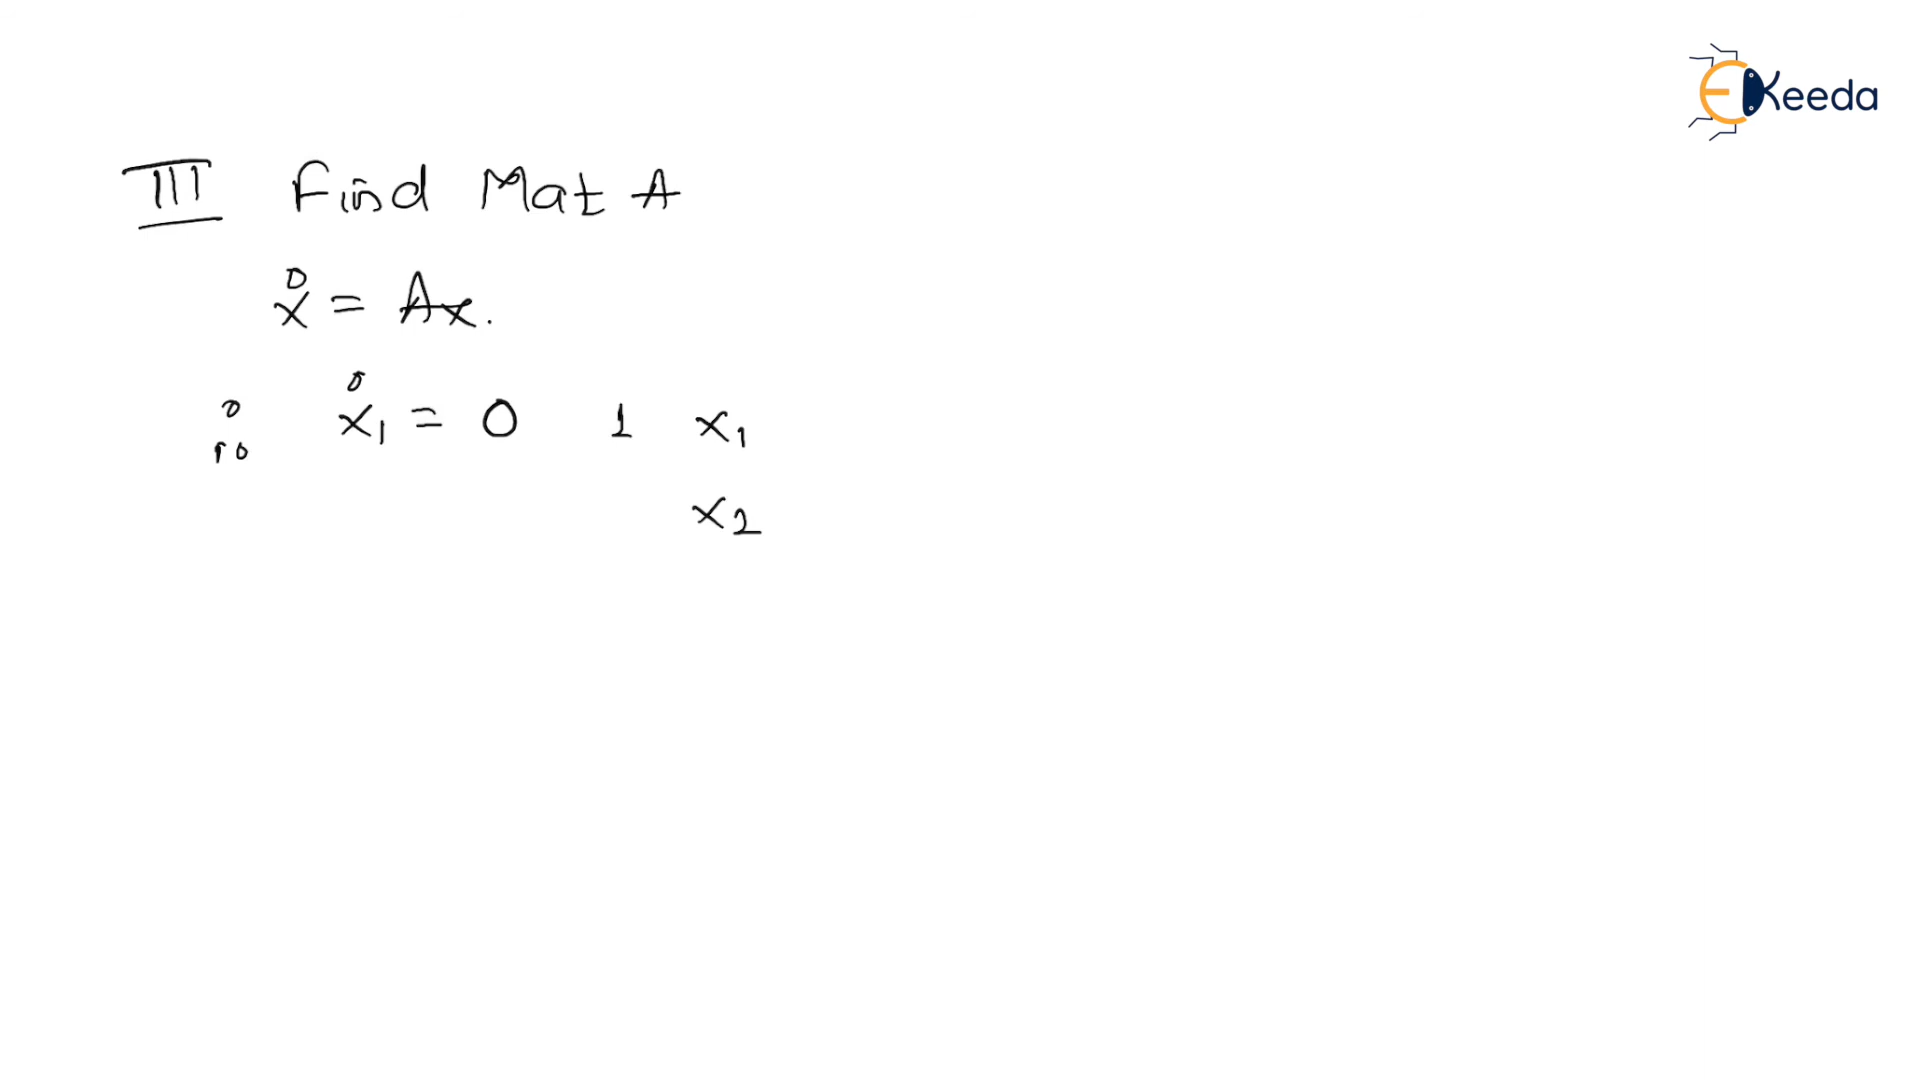 EKeeda
III Find Mat A
ẋ = Ax.
∴ ẋ1 = 0 1 x1
x2